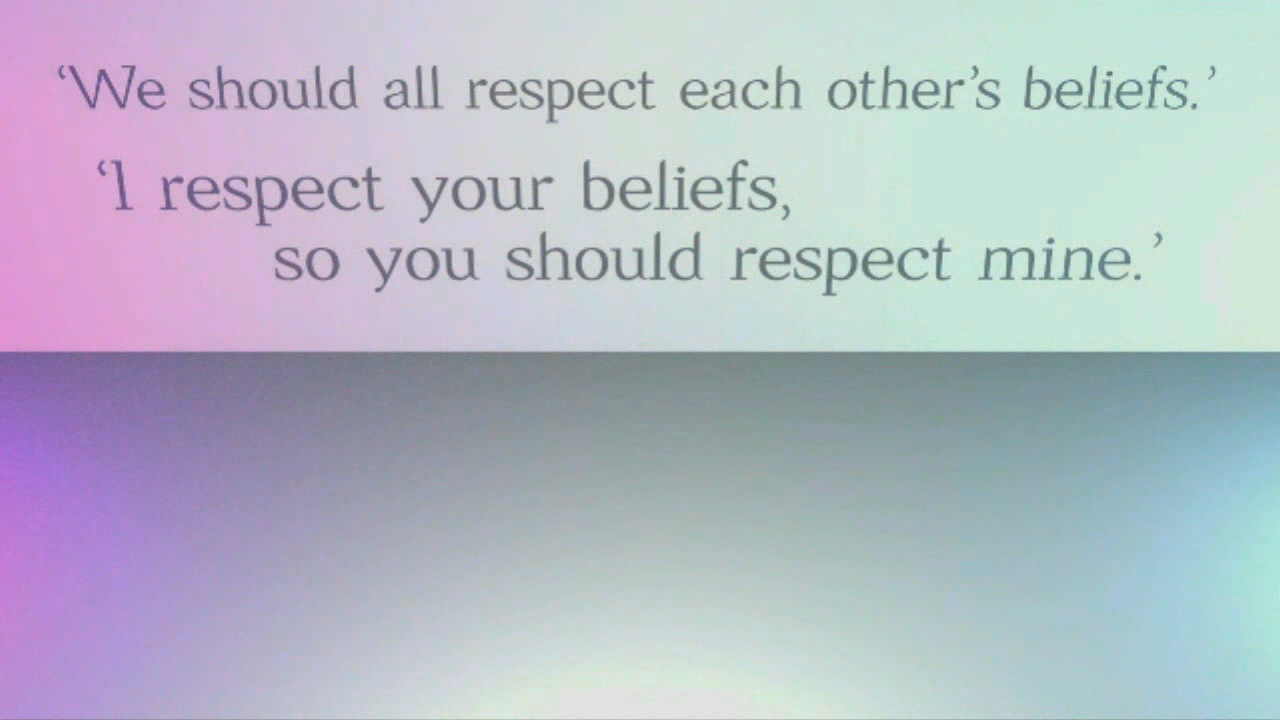 ‘We should all respect each other’s beliefs.’
‘I respect your beliefs,
so you should respect mine.’